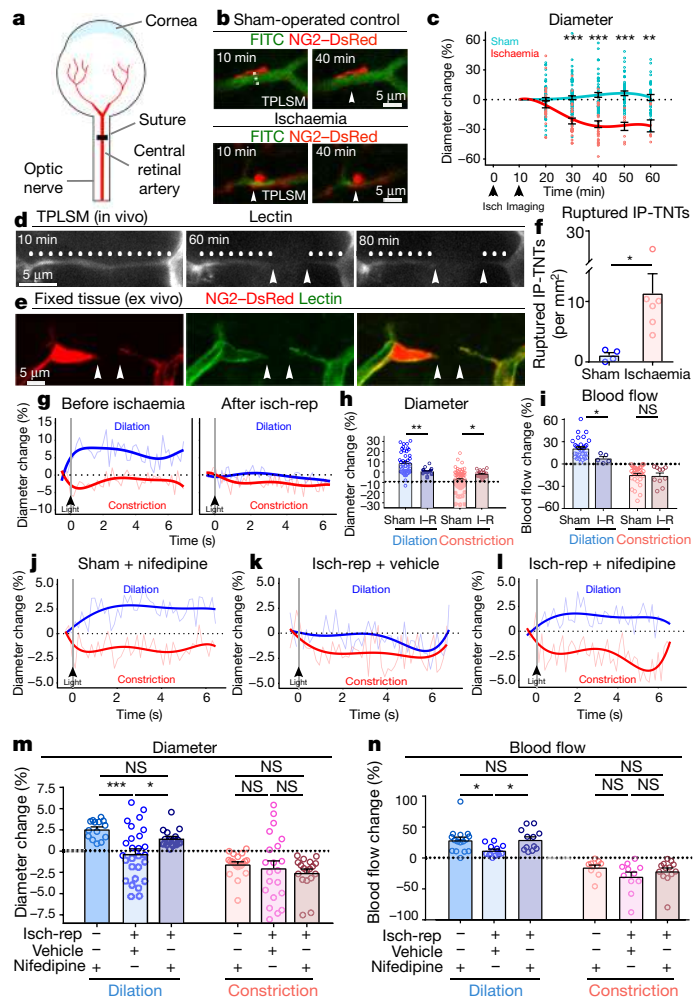 a
Cornea
Suture
Central
retinal
artery
Optic
nerve
b Sham-operated control
FITC NG2–DsRed
10 min
40 min
TPLSM
5 µm
Ischaemia
FITC NG2–DsRed
10 min
40 min
TPLSM
5 µm
c Diameter
Diameter change (%)
60
30
0
-30
-60
Sham
Ischaemia
*** *** *** **
0 10 20 30 40 50 60
Time (min)
Isch Imaging
d TPLSM (in vivo) Lectin
10 min
60 min
80 min
5 µm
e Fixed tissue (ex vivo) NG2–DsRed Lectin
5 µm
f Ruptured IP-TNTs
Ruptured IP-TNTs
(per mm²)
30
10
0
*
Sham Ischaemia
g Before ischaemia After isch-rep
Diameter change (%)
15
10
5
0
−5
−10
Dilation
Constriction
Light
0 2 4 6
Time (s)
Dilation
Constriction
Light
0 2 4 6
h Diameter
Diameter change (%)
30
20
10
0
−10
−30
** *
Sham I–R Sham I–R
Dilation Constriction
i Blood flow
Blood flow change (%)
60
30
0
−30
−60
* NS
Sham I–R Sham I–R
Dilation Constriction
j Sham + nifedipine
Diameter change (%)
5.0
2.5
0
−2.5
−5.0
Dilation
Constriction
Light
0 2 4 6
Time (s)
k Isch-rep + vehicle
Diameter change (%)
5.0
2.5
0
−2.5
−5.0
Dilation
Constriction
Light
0 2 4 6
Time (s)
l Isch-rep + nifedipine
Diameter change (%)
5.0
2.5
0
−2.5
−5.0
Dilation
Constriction
Light
0 2 4 6
Time (s)
m Diameter
Diameter change (%)
7.5
5.0
2.5
0
−2.5
−5.0
−7.5
NS NS
*** * NS NS
Isch-rep − + + − + +
Vehicle + +
Nifedipine + − + + − +
Dilation Constriction
n Blood flow
Blood flow change (%)
100
50
0
−50
−100
NS NS
* * NS NS
Isch-rep − + + − + +
Vehicle + +
Nifedipine + − + + − +
Dilation Constriction